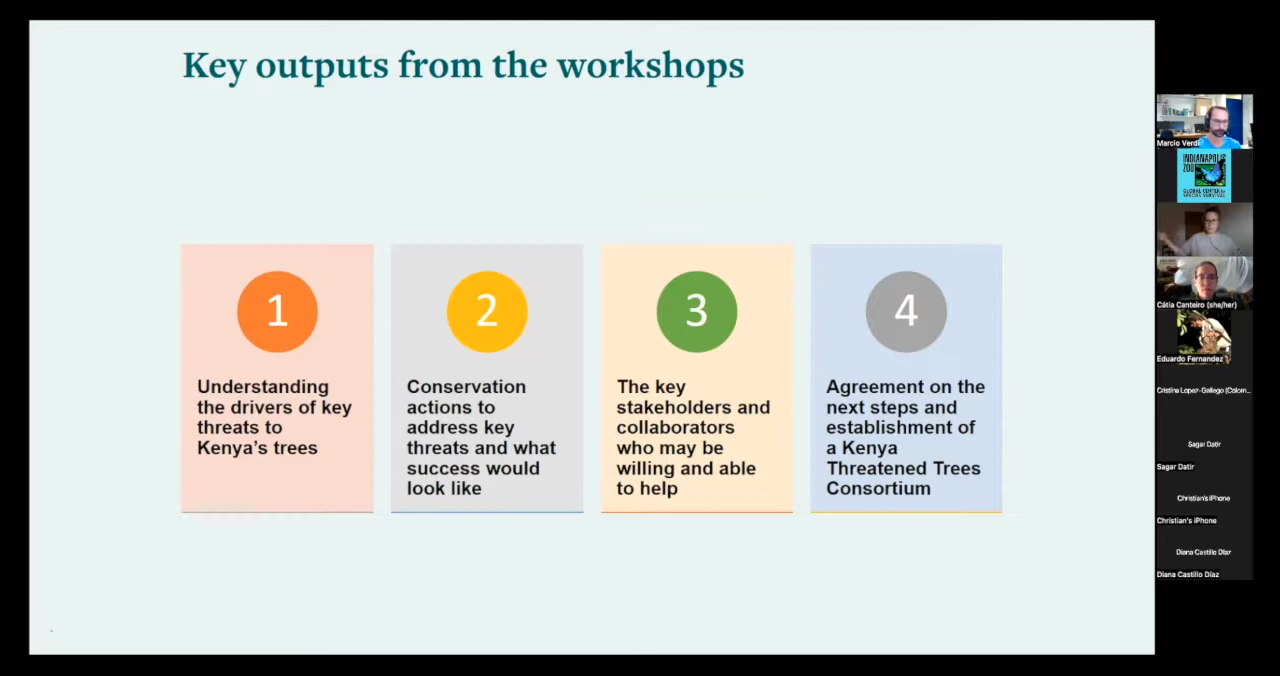 Key outputs from the workshops
1
Understanding
the drivers of key
threats to
Kenya's trees
2
Conservation
actions to
address key
threats and what
success would
look like
3
The key
stakeholders and
collaborators
who may be
willing and able
to help
4
Agreement on the
next steps and
establishment of
a Kenya
Threatened Trees
Consortium
Marcio Verdi
INDIANAPOLIS
ZOO
GLOBAL CENTER for
SPECIES SURVIVAL
Cátia Canteiro (she/her)
Eduardo Fernandez
Cristina Lopez-Gallego (Colom...
Sagar Datir
Sagar Datir
Christian's iPhone
Christian's iPhone
Diana Castillo Díaz
Diana Castillo Díaz